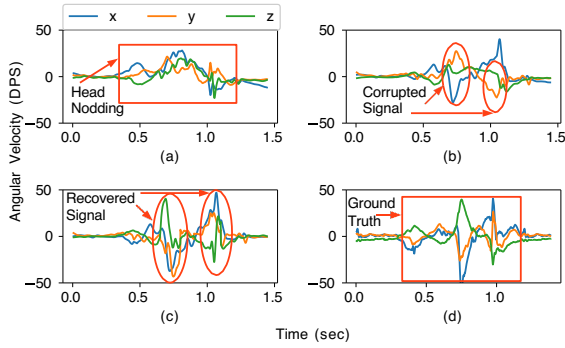 x y z
50
0
−50
Head
Nodding
0.0 0.5 1.0 1.5
(a)
50
0
−50
Corrupted
Signal
0.0 0.5 1.0 1.5
(b)
50
0
−50
Recovered
Signal
0.0 0.5 1.0 1.5
(c)
50
0
−50
Ground
Truth
0.0 0.5 1.0
(d)
Angular Velocity (DPS)
Time (sec)